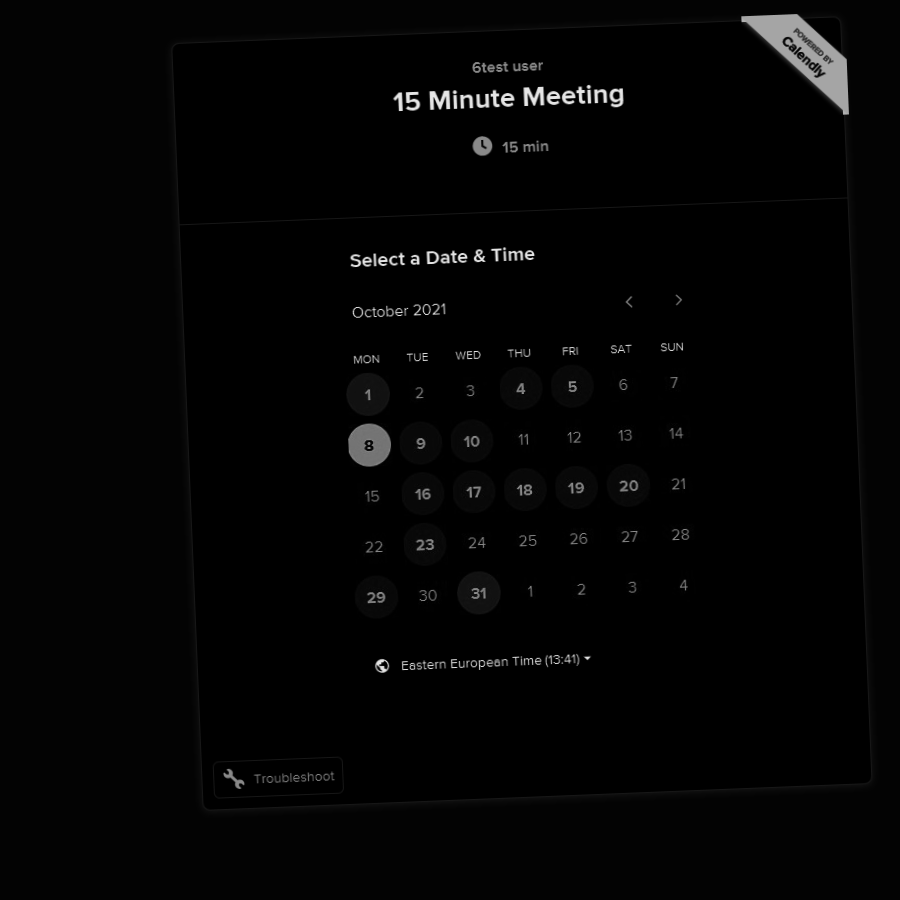 POWERED BY
Calendly
6test user
15 Minute Meeting
15 min
Select a Date & Time
October 2021
MON TUE WED THU FRI SAT SUN
1 2 3 4 5 6 7
8 9 10 11 12 13 14
15 16 17 18 19 20 21
22 23 24 25 26 27 28
29 30 31 1 2 3 4
Eastern European Time (13:41)
Troubleshoot